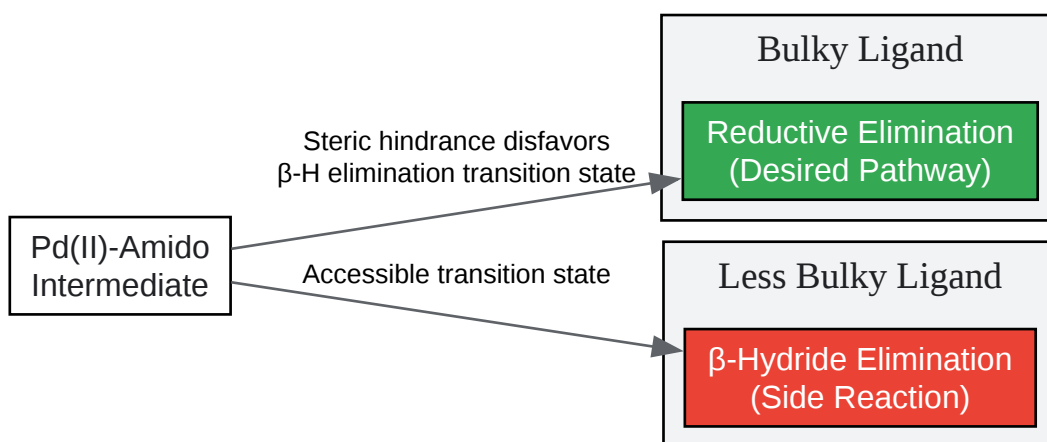 Bulky Ligand
Reductive Elimination
(Desired Pathway)
Steric hindrance disfavors
β-H elimination transition state
Pd(II)-Amido
Intermediate
Accessible transition state
Less Bulky Ligand
β-Hydride Elimination
(Side Reaction)